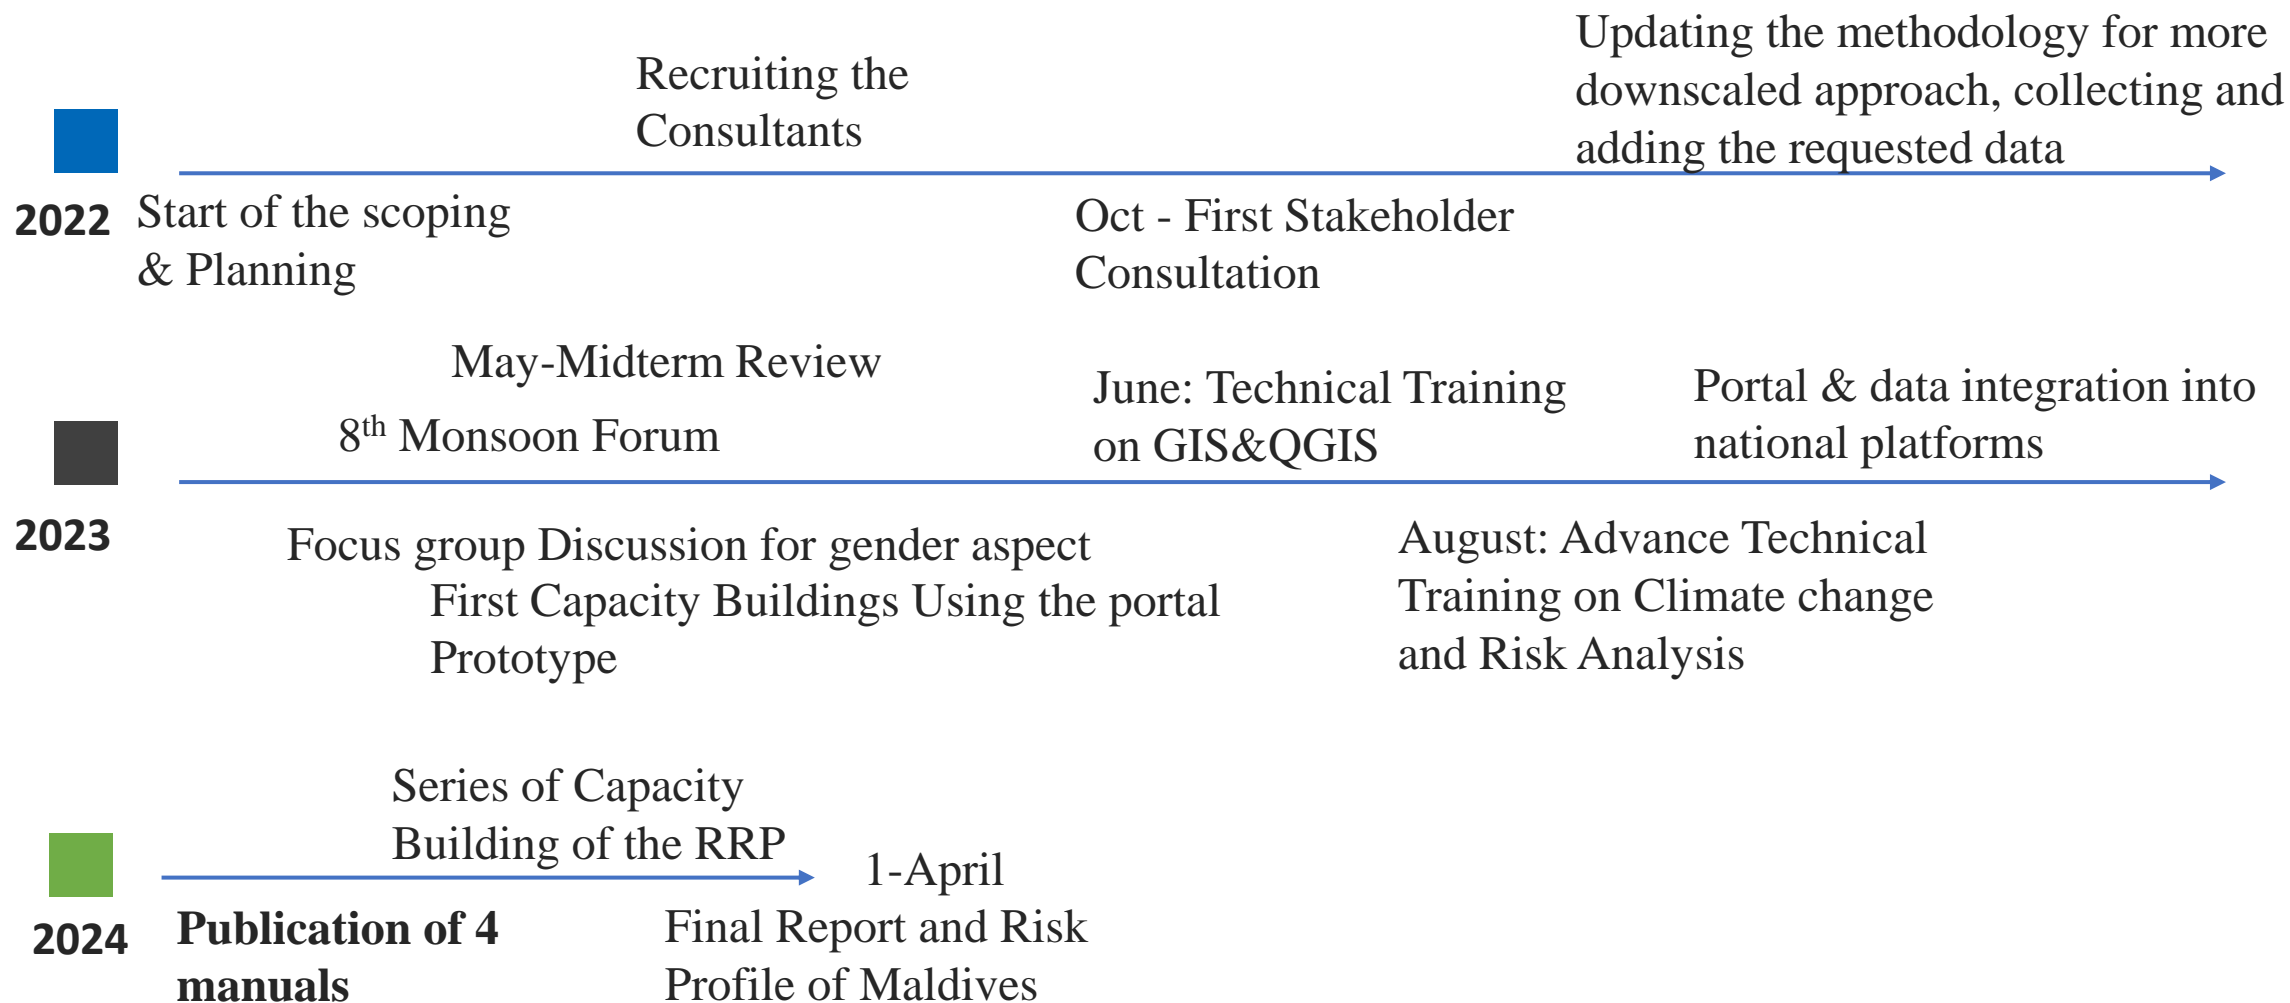 Recruiting the
Consultants
Updating the methodology for more
downscaled approach, collecting and
adding the requested data
2022
Start of the scoping
& Planning
Oct - First Stakeholder
Consultation
May-Midterm Review
8th Monsoon Forum
June: Technical Training
on GIS&QGIS
Portal & data integration into
national platforms
2023
Focus group Discussion for gender aspect
First Capacity Buildings Using the portal
Prototype
August: Advance Technical
Training on Climate change
and Risk Analysis
Series of Capacity
Building of the RRP
2024
Publication of 4
manuals
1-April
Final Report and Risk
Profile of Maldives